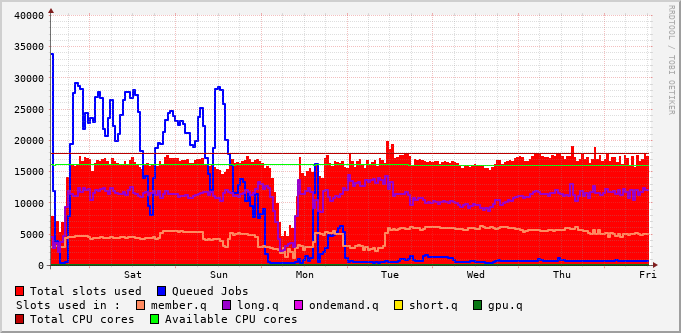 40000
35000
30000
25000
20000
15000
10000
5000
0
Sat Sun Mon Tue Wed Thu Fri
RRDTOOL / TOBI OETIKER
Total slots used Queued Jobs
Slots used in : member.q long.q ondemand.q short.q gpu.q
Total CPU cores Available CPU cores